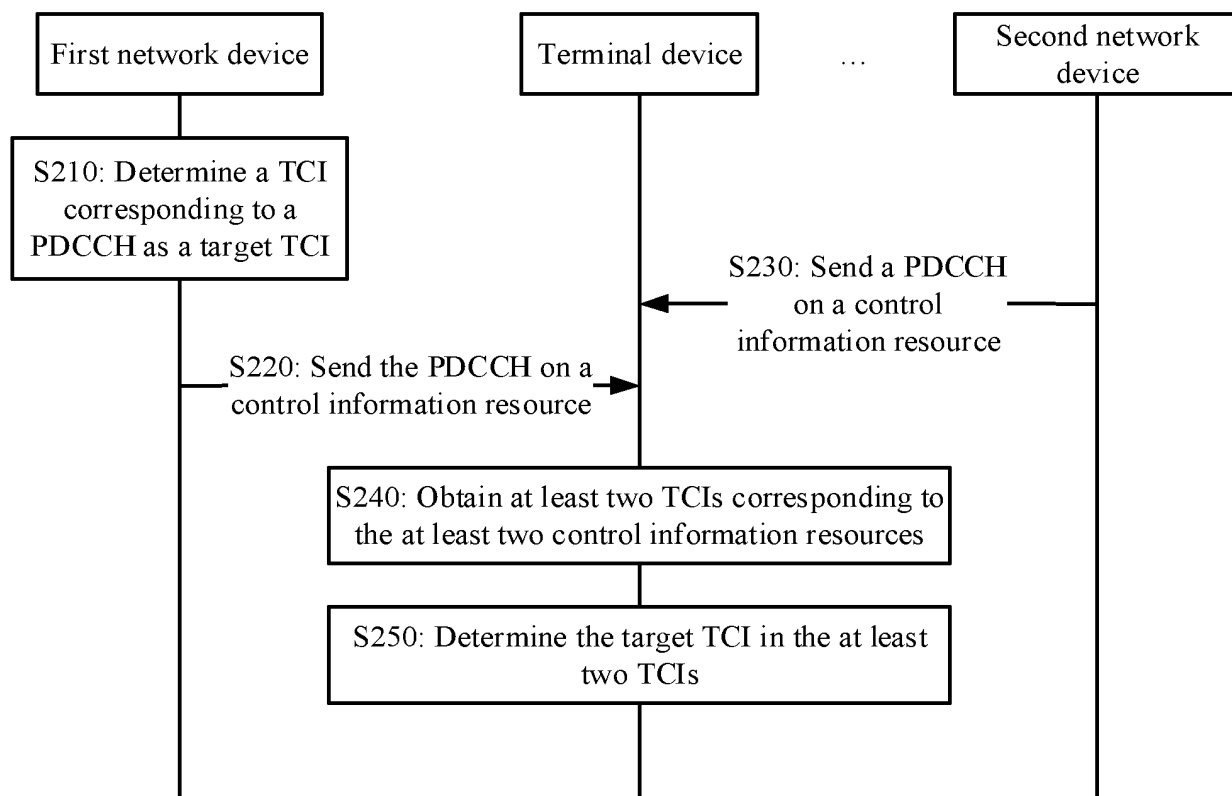 First network device
Terminal device
...
Second network
device
S210: Determine a TCI
corresponding to a
PDCCH as a target TCI
S230: Send a PDCCH
on a control
information resource
S220: Send the PDCCH on a
control information resource
S240: Obtain at least two TCIs corresponding to
the at least two control information resources
S250: Determine the target TCI in the at least
two TCIs